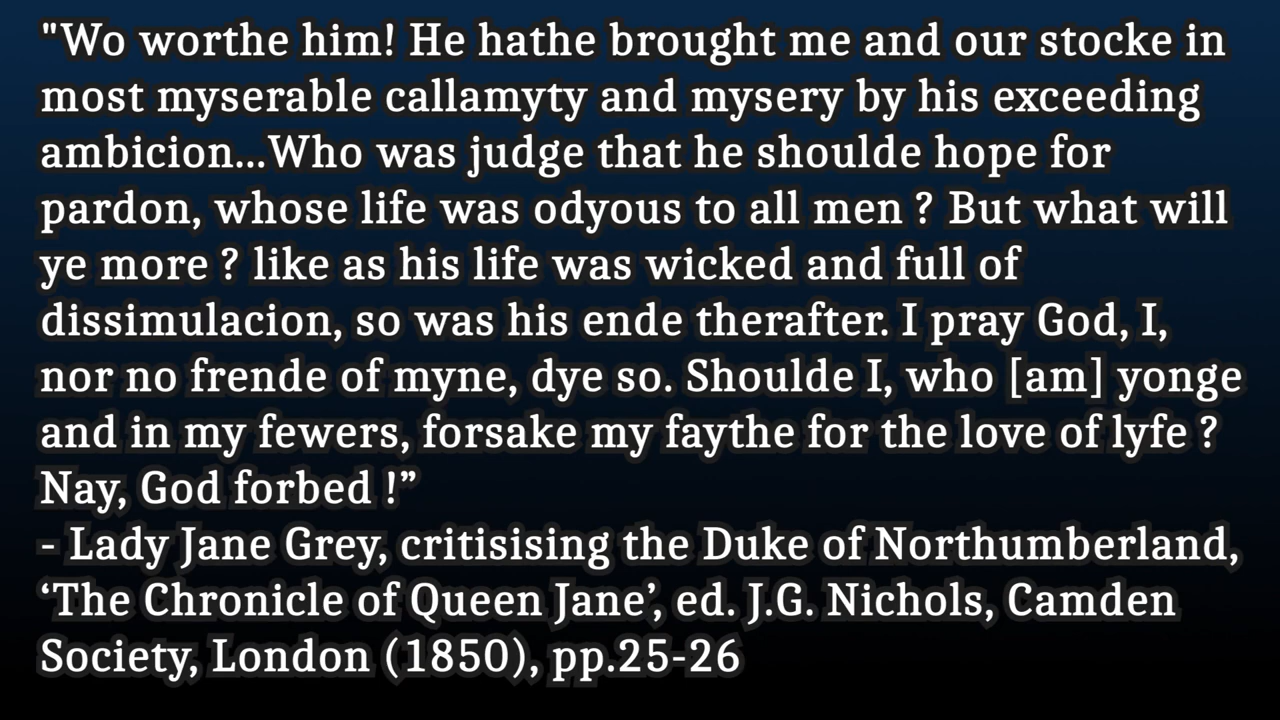 "Wo worthe him! He hathe brought me and our stocke in
most myserable callamyty and mysery by his exceeding
ambicion...Who was judge that he shoulde hope for
pardon, whose life was odyous to all men ? But what will
ye more ? like as his life was wicked and full of
dissimulacion, so was his ende therafter. I pray God, I,
nor no frende of myne, dye so. Shoulde I, who [am] yonge
and in my fewers, forsake my faythe for the love of lyfe ?
Nay, God forbed !”
- Lady Jane Grey, critisising the Duke of Northumberland,
‘The Chronicle of Queen Jane’, ed. J.G. Nichols, Camden
Society, London (1850), pp.25-26